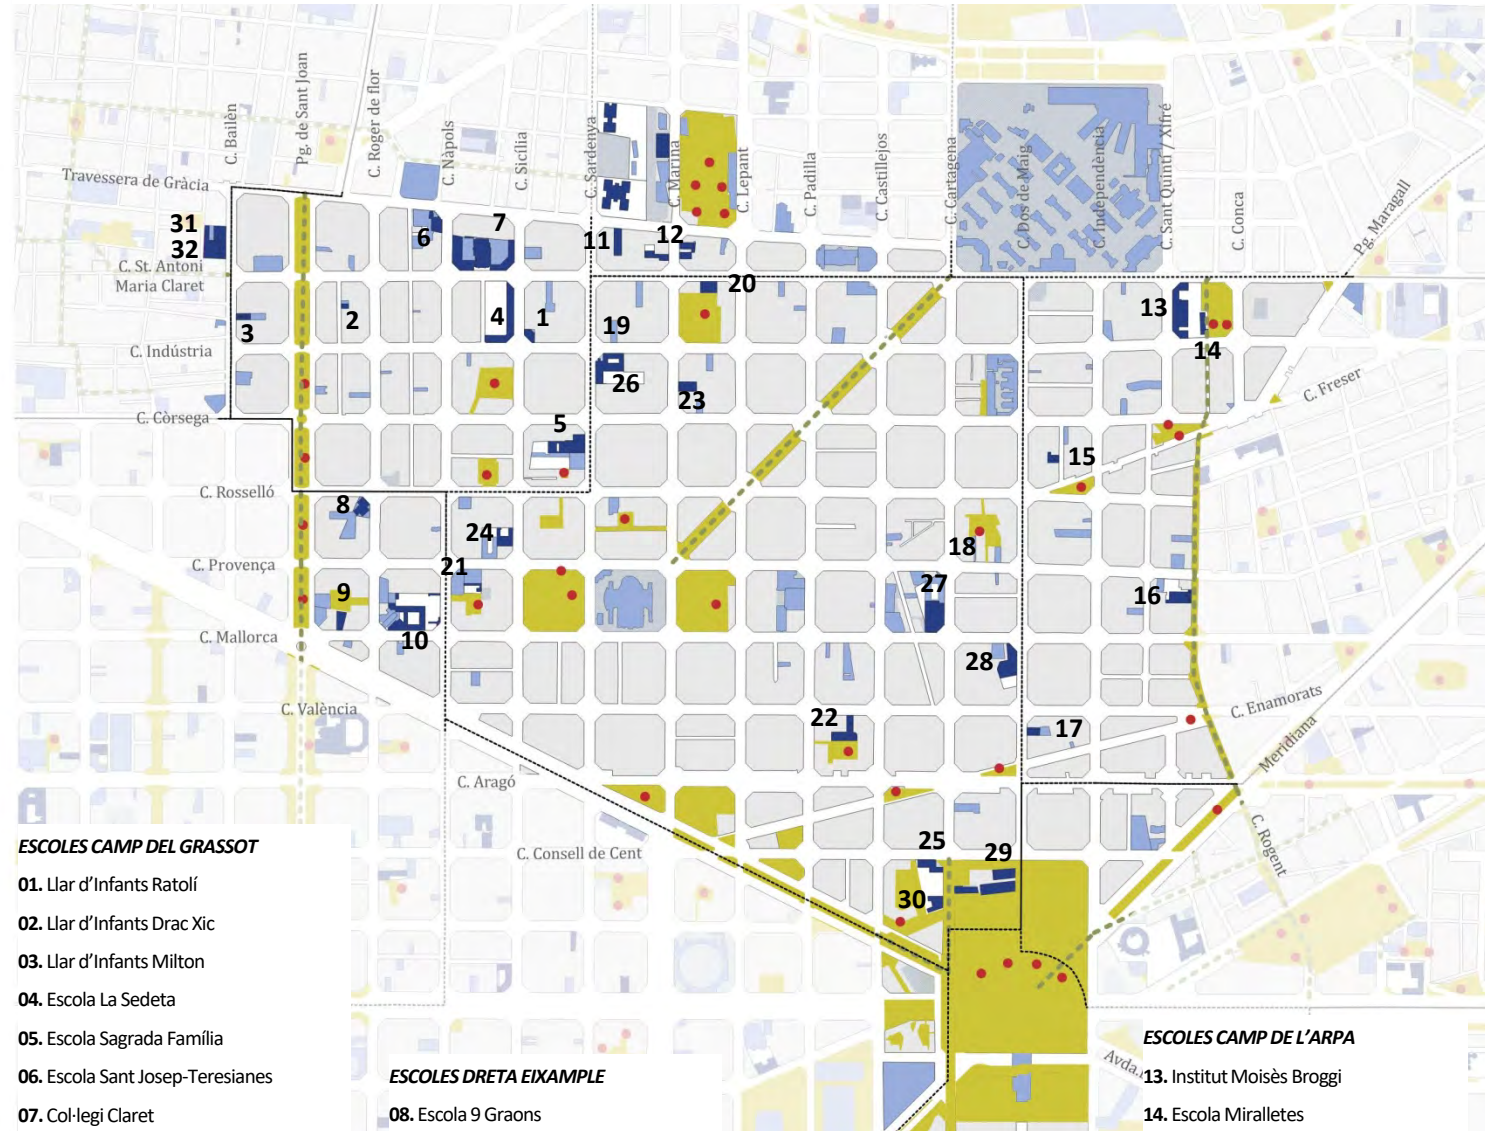 C. Bailèn
Pg. de Sant Joan
C. Roger de flor
C. Nàpols
C. Sicília
C. Sardenya
C. Marina
C. Lepant
C. Padilla
C. Castillejos
C. Cartagena
C. Dos de Maig
C. Independència
C. Sant Quintí / Xifré
C. Conca
Pg. Maragall
Travessera de Gràcia
31
32
C. St. Antoni
Maria Claret
6
7
11
12
20
3
2
4
1
19
13
14
C. Indústria
26
23
C. Freser
C. Còrsega
5
15
C. Rosselló
8
24
18
C. Provença
21
9
27
16
C. Mallorca
10
28
C. València
22
17
C. Enamorats
Meridiana
C. Aragó
C. Rogent
C. Consell de Cent
25
29
30
ESCOLES CAMP DEL GRASSOT
01. Llar d'Infants Ratolí
02. Llar d'Infants Drac Xic
03. Llar d'Infants Milton
04. Escola La Sedeta
05. Escola Sagrada Família
06. Escola Sant Josep-Teresianes
07. Col·legi Claret
ESCOLES DRETA EIXAMPLE
08. Escola 9 Graons
Avda.
ESCOLES CAMP DE L'ARPA
13. Institut Moisès Broggi
14. Escola Miralletes